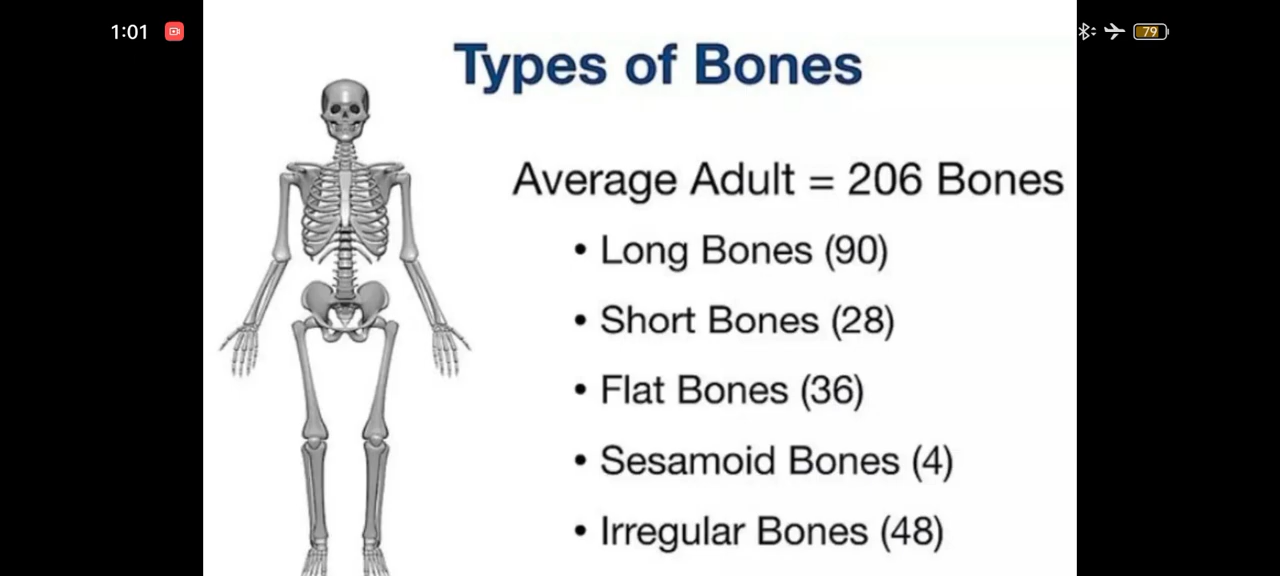 1:01
79
Types of Bones
Average Adult = 206 Bones
• Long Bones (90)
• Short Bones (28)
• Flat Bones (36)
• Sesamoid Bones (4)
• Irregular Bones (48)